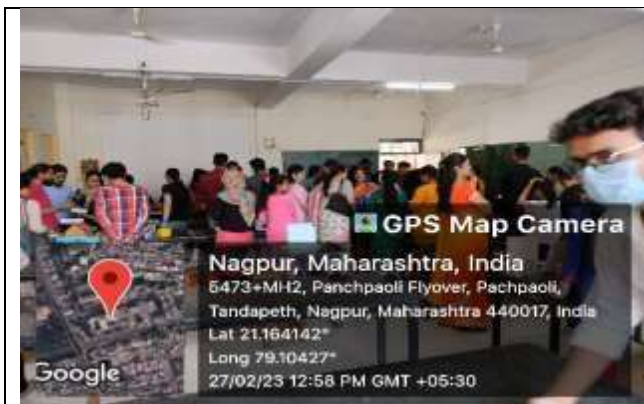 GPS Map Camera
Nagpur, Maharashtra, India
5473+MH2, Panchpaoli Flyover, Pachpaoli,
Tandapeth, Nagpur, Maharashtra 440017, India
Lat 21.164142°
Long 79.10427°
27/02/23 12:58 PM GMT +05:30
Google